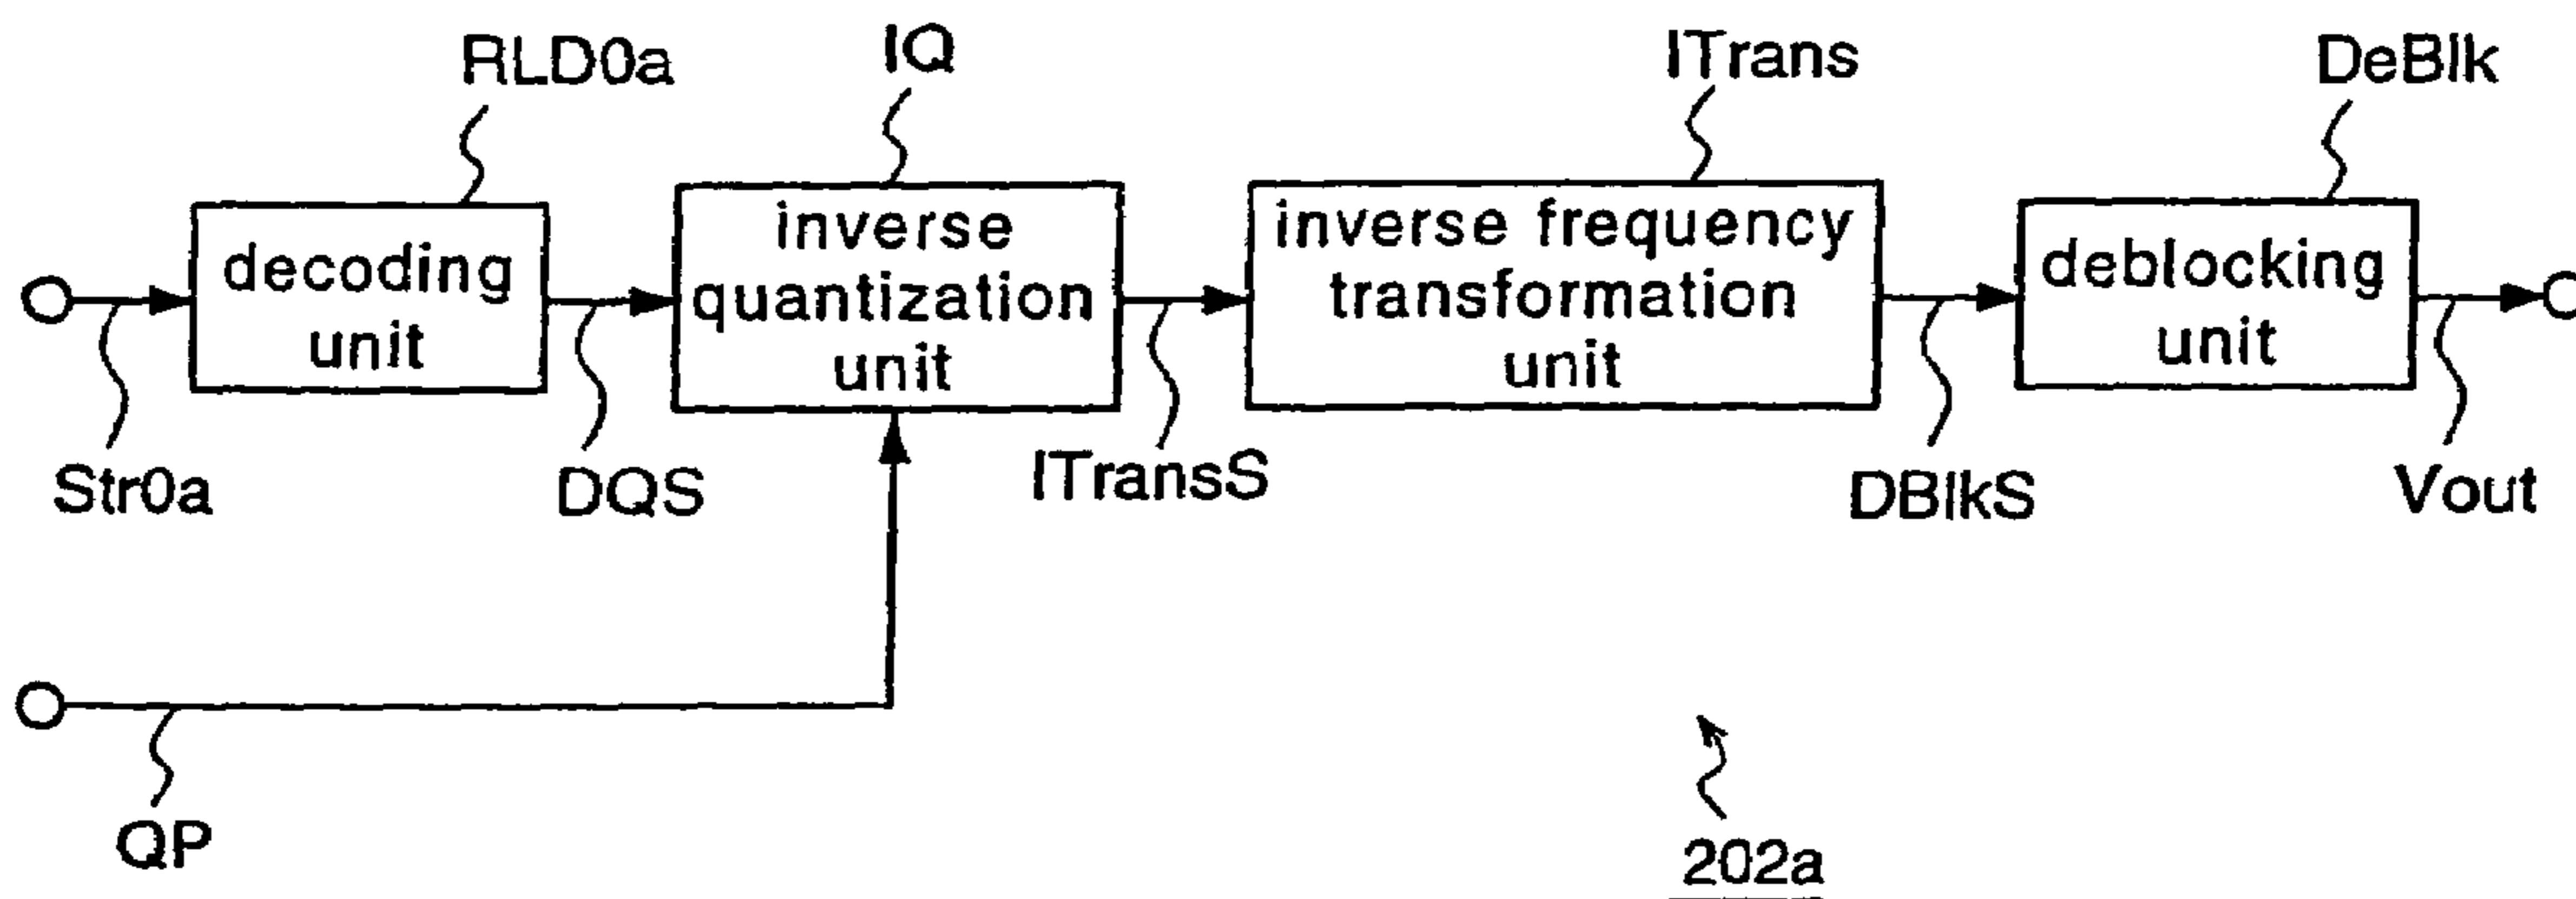 RLD0a
IQ
ITrans
DeBlk
decoding
unit
inverse
quantization
unit
inverse frequency
transformation
unit
deblocking
unit
Str0a
DQS
ITransS
DBlkS
Vout
QP
202a